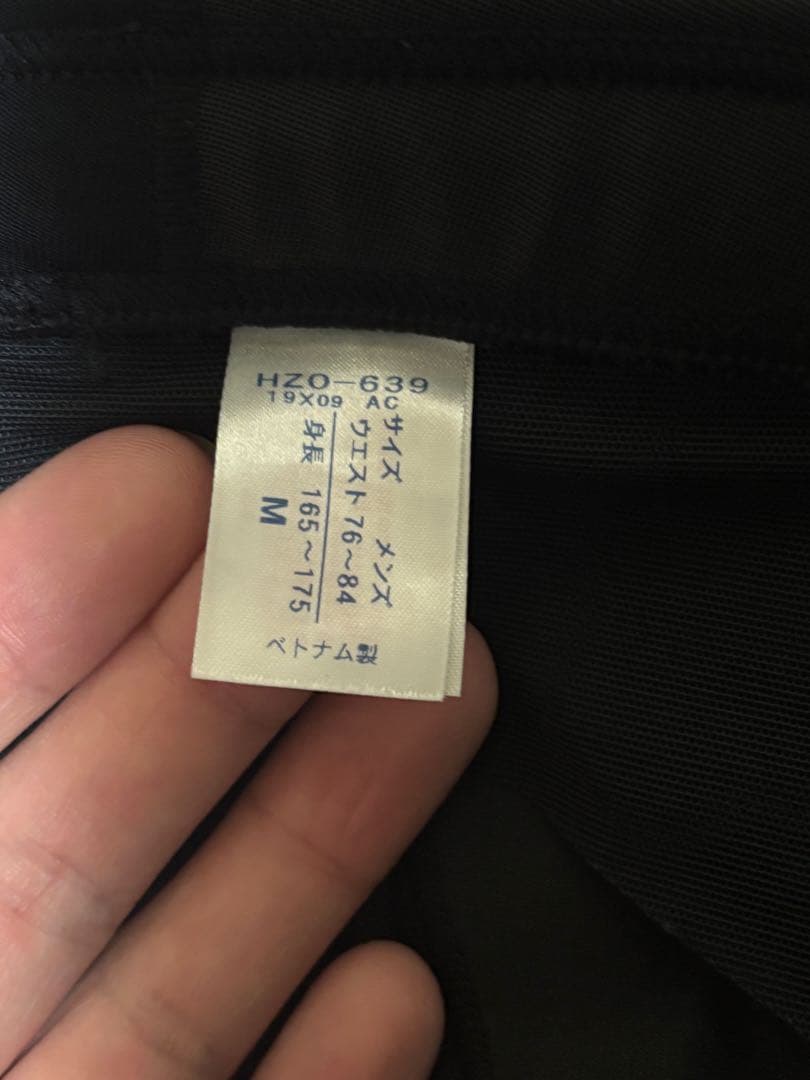 HZO-639
19X09 AC
サイズ メンズ
ウエスト76～84
身長 165～175
M
ベトナム製